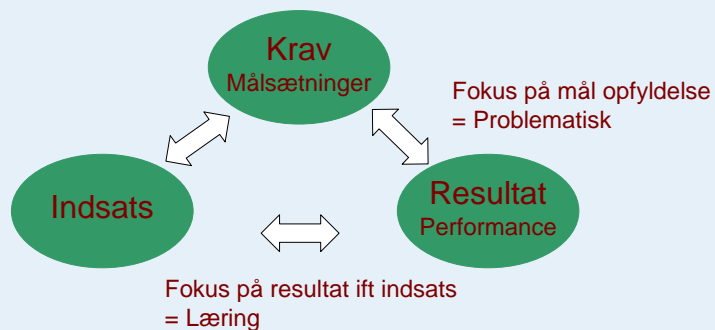 Krav
Målsætninger
Fokus på mål opfyldelse
= Problematisk
Indsats
Resultat
Performance
Fokus på resultat ift indsats
= Læring